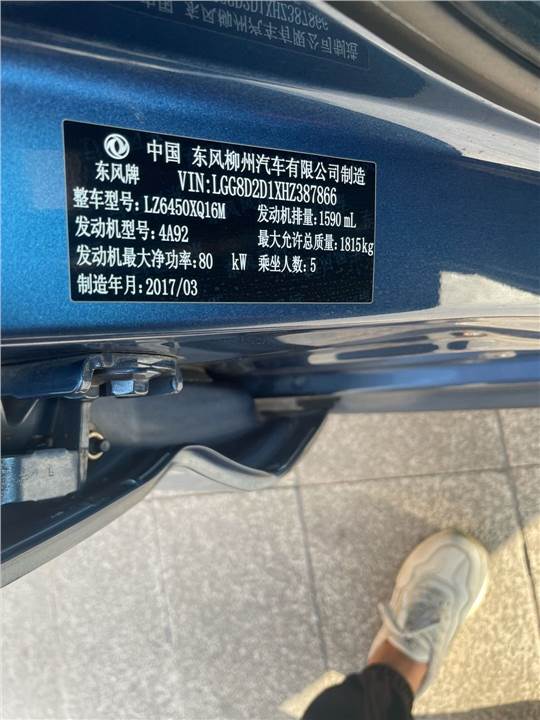 中国 东风柳州汽车有限公司制造
东风牌 VIN:LGG8D2D1XHZ387866
整车型号:LZ6450XQ16M 发动机排量:1590 mL
发动机型号:4A92 最大允许总质量:1815kg
发动机最大净功率:80 kW 乘坐人数:5
制造年月:2017/03